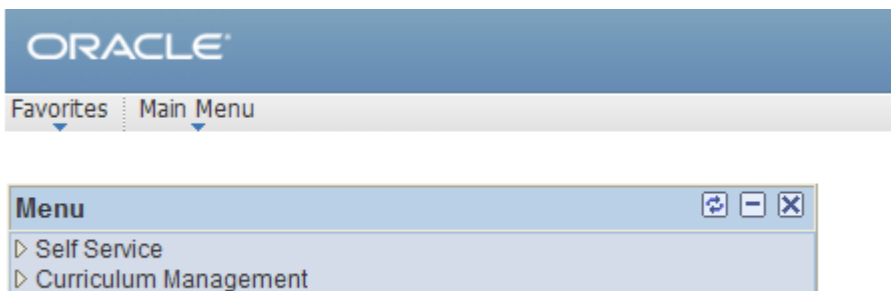 ORACLE
Favorites Main Menu
Menu
Self Service
Curriculum Management